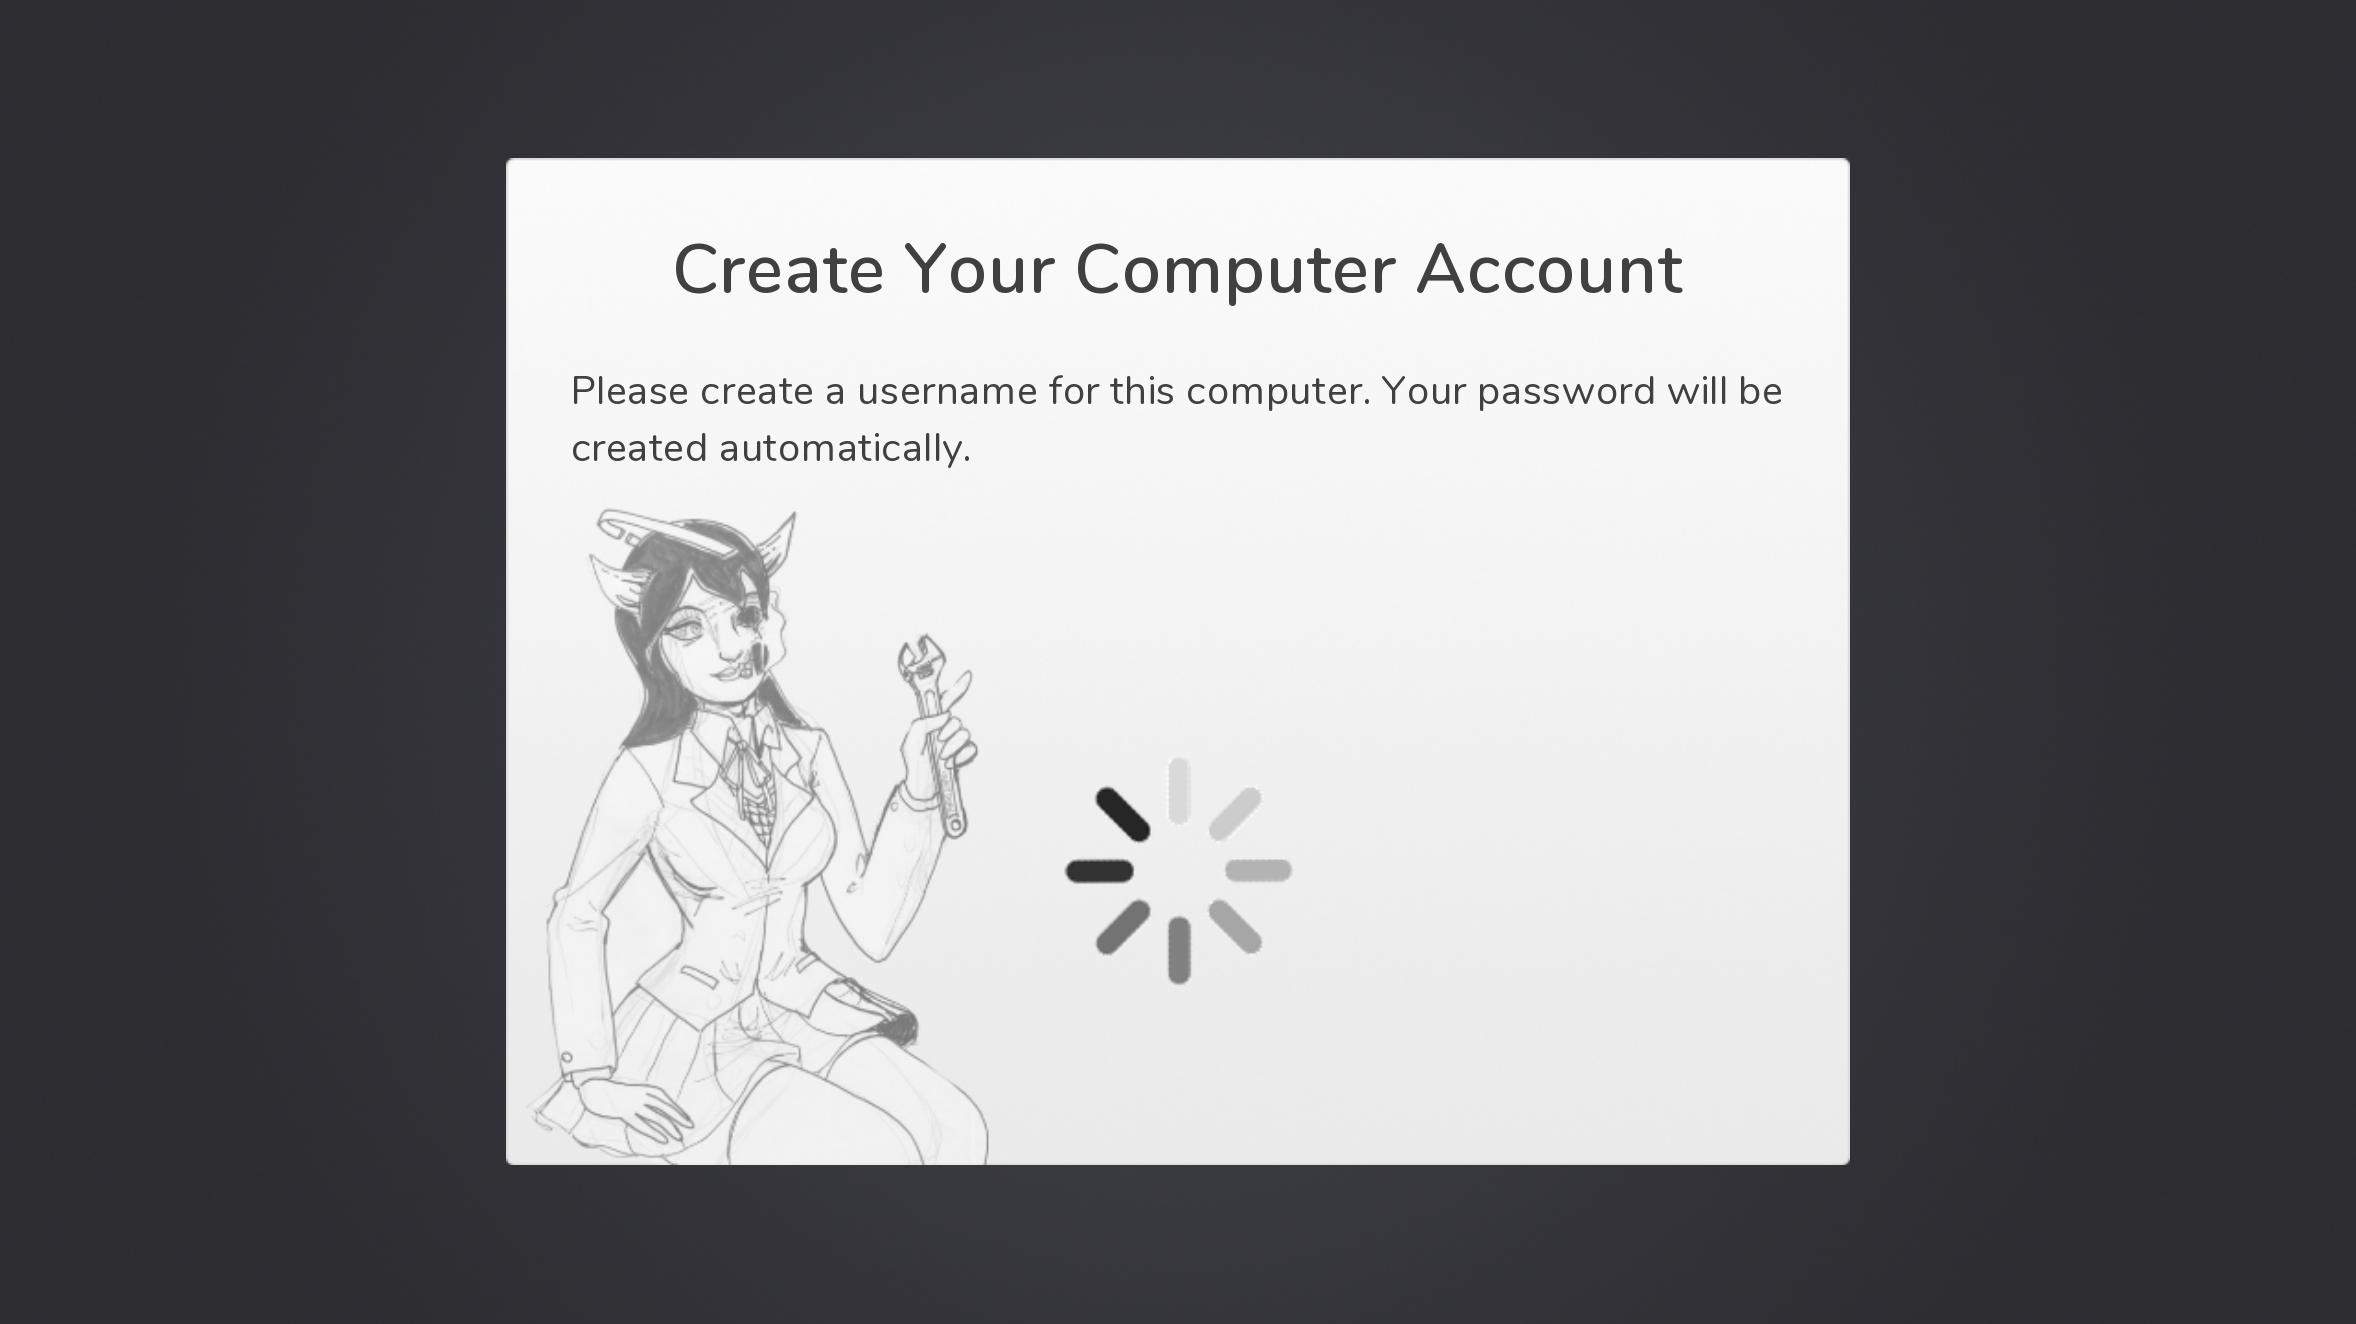 Create Your Computer Account
Please create a username for this computer. Your password will be
created automatically.